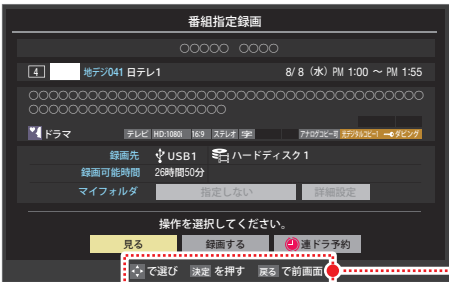 番組指定録画
○○○○○ ○○○○
4 地デジ041 日テレ1 8/ 8（水）PM 1:00 ～ PM 1:55
○○○○○○○○○○○○○○○○○○○○○○○○○○○○○○○○○○○○○○
○○○○○○○○○○○○○○○○○○○
ドラマ テレビ HD:1080i 16:9 ステレオ 字 アナログコピー可 光デジタルコピー1 ダビング
録画先 USB1 ハードディスク1
録画可能時間 26時間50分
マイフォルダ 指定しない 詳細設定
操作を選択してください。
見る 録画する 連ドラ予約
で選び 決定 を押す 戻る で前画面